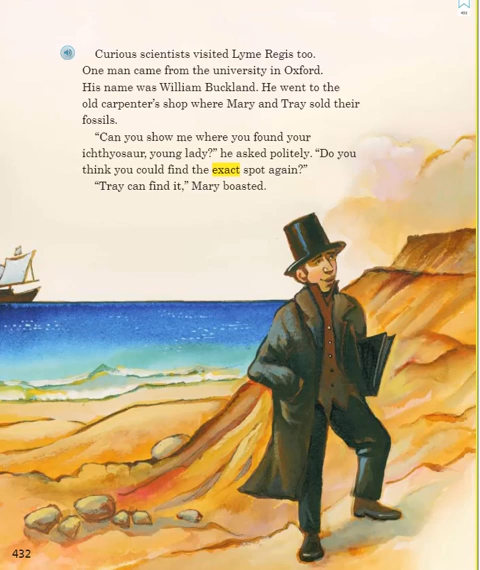 432
Curious scientists visited Lyme Regis too.
One man came from the university in Oxford.
His name was William Buckland. He went to the
old carpenter's shop where Mary and Tray sold their
fossils.
“Can you show me where you found your
ichthyosaur, young lady?” he asked politely. “Do you
think you could find the exact spot again?”
“Tray can find it,” Mary boasted.
432